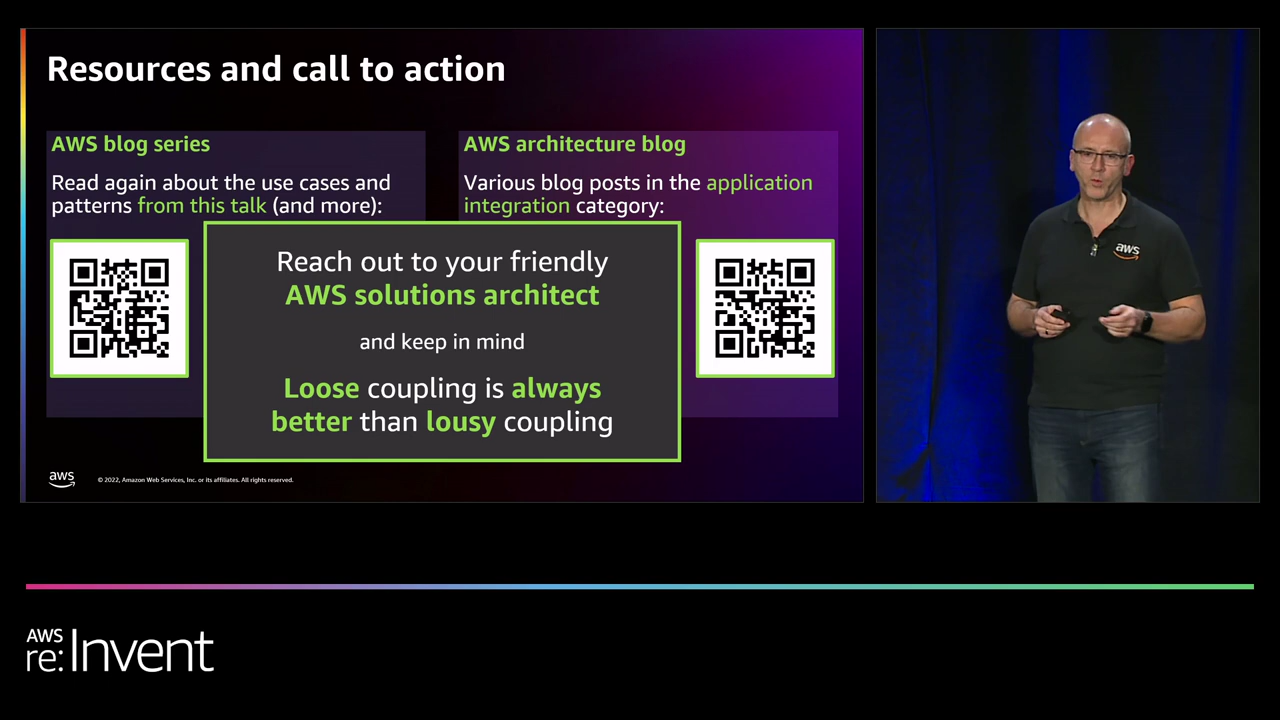 Resources and call to action
AWS blog series
Read again about the use cases and
patterns from this talk (and more):
AWS architecture blog
Various blog posts in the application
integration category:
Reach out to your friendly
AWS solutions architect
and keep in mind
Loose coupling is always
better than lousy coupling
aws
© 2022, Amazon Web Services, Inc. or its affiliates. All rights reserved.
aws
AWS
re:Invent